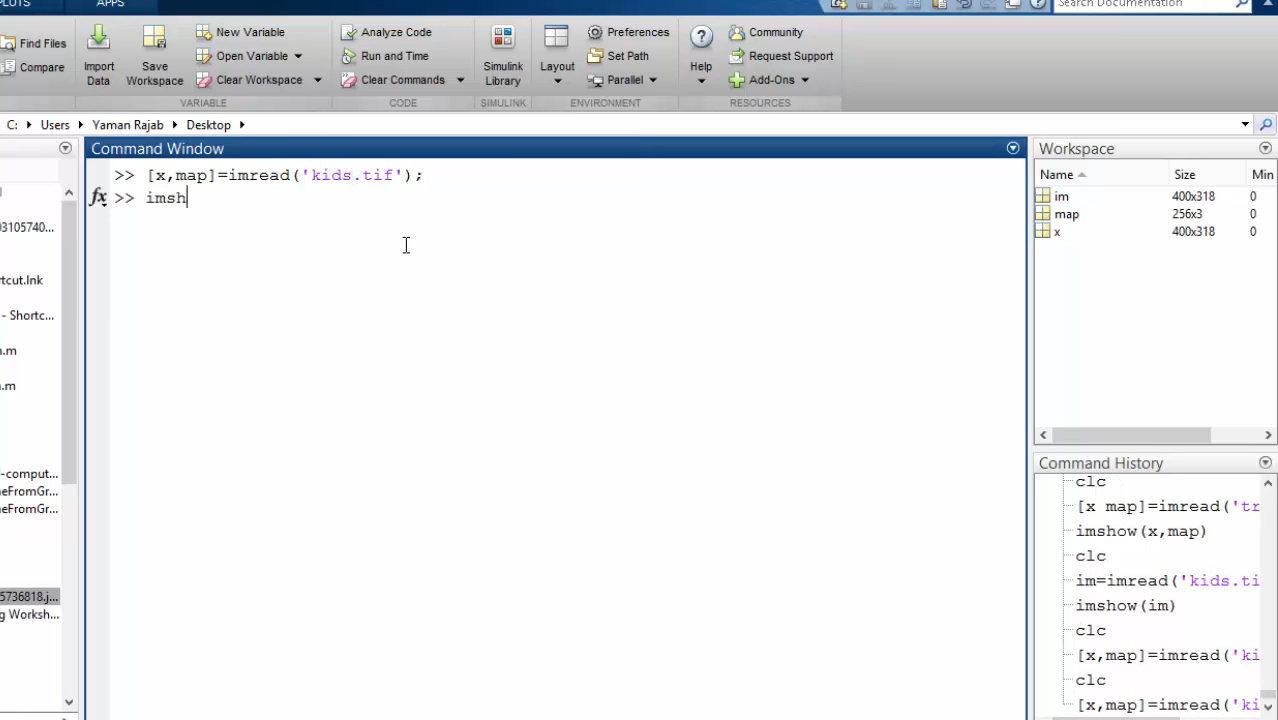 PLOTS
APPS
Search Documentation
Find Files
Compare
Import Data
Save Workspace
New Variable
Open Variable
Clear Workspace
VARIABLE
Analyze Code
Run and Time
Clear Commands
CODE
Simulink Library
SIMULINK
Layout
Preferences
Set Path
Parallel
ENVIRONMENT
Help
Community
Request Support
Add-Ons
RESOURCES
C: Users Yaman Rajab Desktop
03105740...
rtcut.lnk
- Shortc...
n.m
a.m
l-comput...
neFromGr...
neFromGr...
5736818.j...
ng Worksh...
Command Window
>> [x,map]=imread('kids.tif');
fx >> imsh
Workspace
Name Size Min
im 400x318 0
map 256x3 0
x 400x318 0
Command History
clc
[x map]=imread('tr
imshow(x,map)
clc
im=imread('kids.ti
imshow(im)
clc
[x,map]=imread('ki
clc
[x,map]=imread('ki